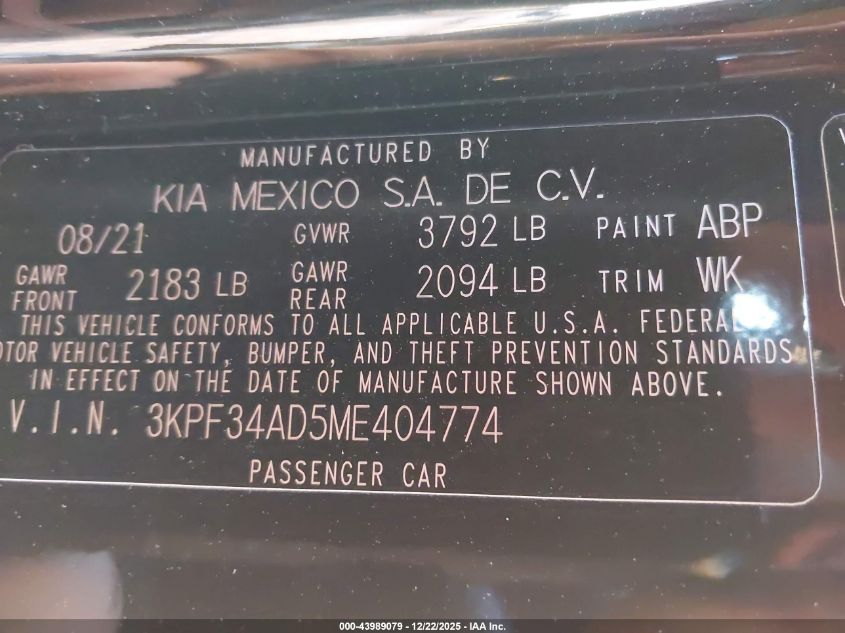 MANUFACTURED BY
KIA MEXICO S.A. DE C.V.
08/21 GVWR 3792 LB PAINT ABP
GAWR FRONT 2183 LB GAWR REAR 2094 LB TRIM WK
THIS VEHICLE CONFORMS TO ALL APPLICABLE U.S.A. FEDERAL
OTOR VEHICLE SAFETY, BUMPER, AND THEFT PREVENTION STANDARDS
IN EFFECT ON THE DATE OF MANUFACTURE SHOWN ABOVE.
V.I.N. 3KPF34AD5ME404774
PASSENGER CAR
000-43989079 - 12/22/2025 - IAA Inc.